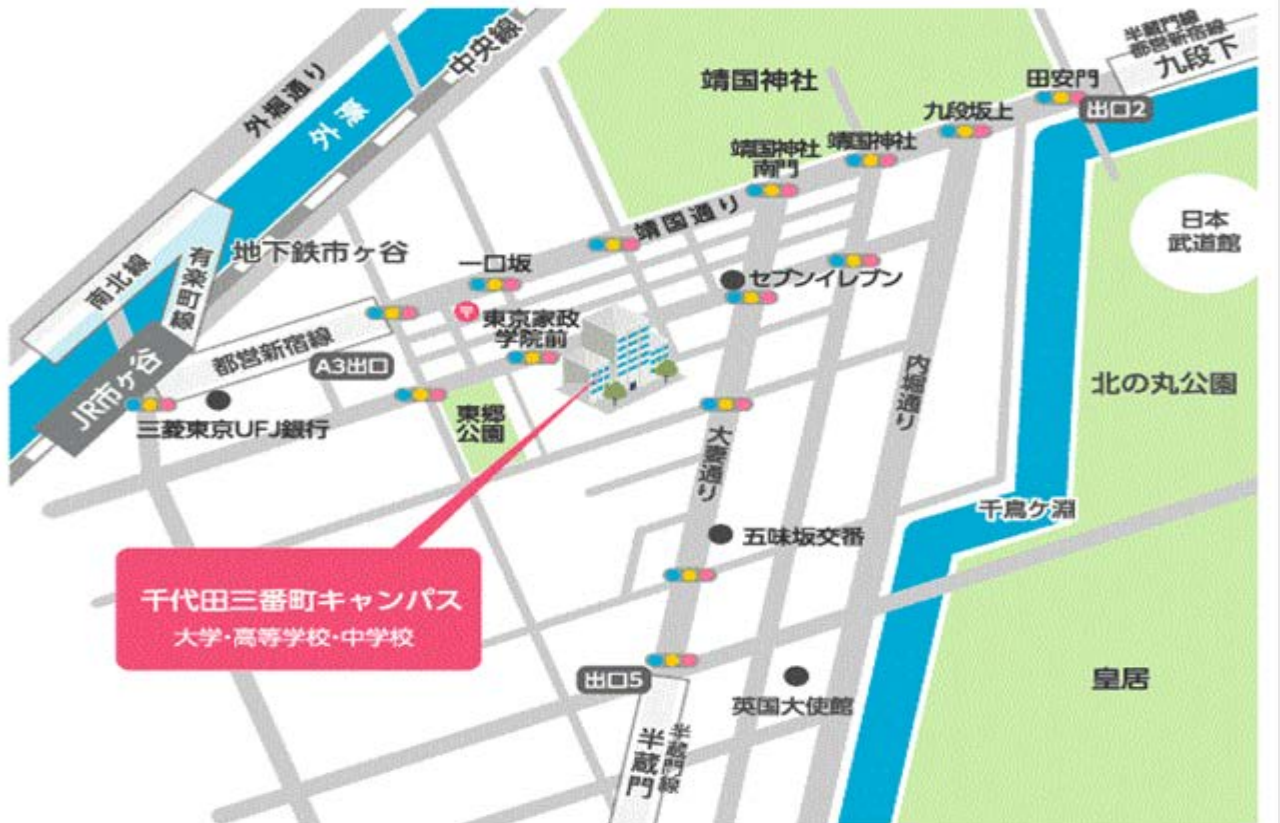 半蔵門線
都営新宿線
九段下
中央線
外堀通り
外濠
靖国神社
田安門
出口2
九段坂上
靖国神社
靖国神社
南門
靖国通り
日本
武道館
地下鉄市ヶ谷
有楽町線
南北線
一口坂
セブンイレブン
東京家政
学院前
都営新宿線
A3出口
JR市ヶ谷
三菱東京UFJ銀行
東郷
公園
内堀通り
北の丸公園
大妻通り
千鳥ヶ淵
五味坂交番
千代田三番町キャンパス
大学・高等学校・中学校
出口5
英国大使館
皇居
半蔵門
半蔵門線